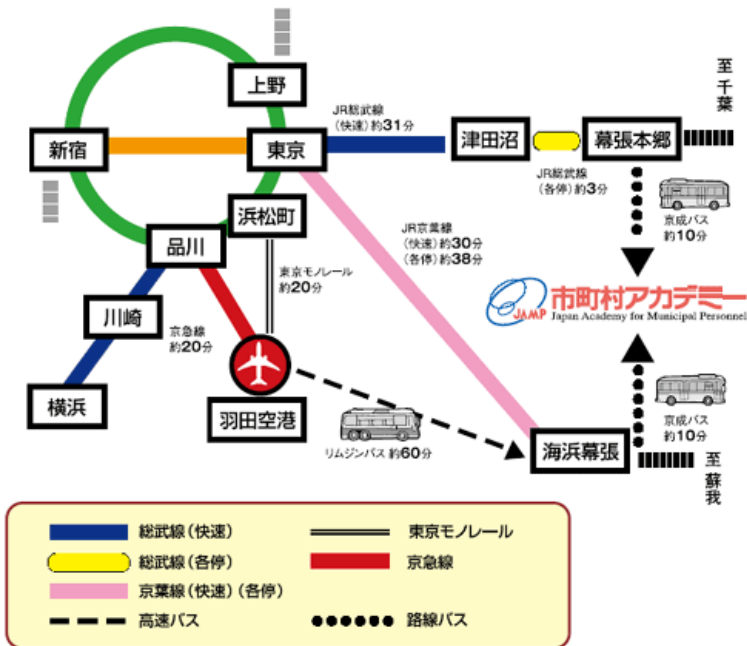 上野
至千葉
JR総武線
(快速)約31分
新宿
東京
津田沼
幕張本郷
JR総武線
(各停)約3分
浜松町
京成バス
約10分
品川
JR京葉線
(快速)約30分
(各停)約38分
東京モノレール
約20分
市町村アカデミー
JAMP
Japan Academy for Municipal Personnel
川崎
京急線
約20分
横浜
羽田空港
リムジンバス 約60分
京成バス
約10分
海浜幕張
至蘇我
総武線(快速)
東京モノレール
総武線(各停)
京急線
京葉線(快速)(各停)
高速バス
路線バス